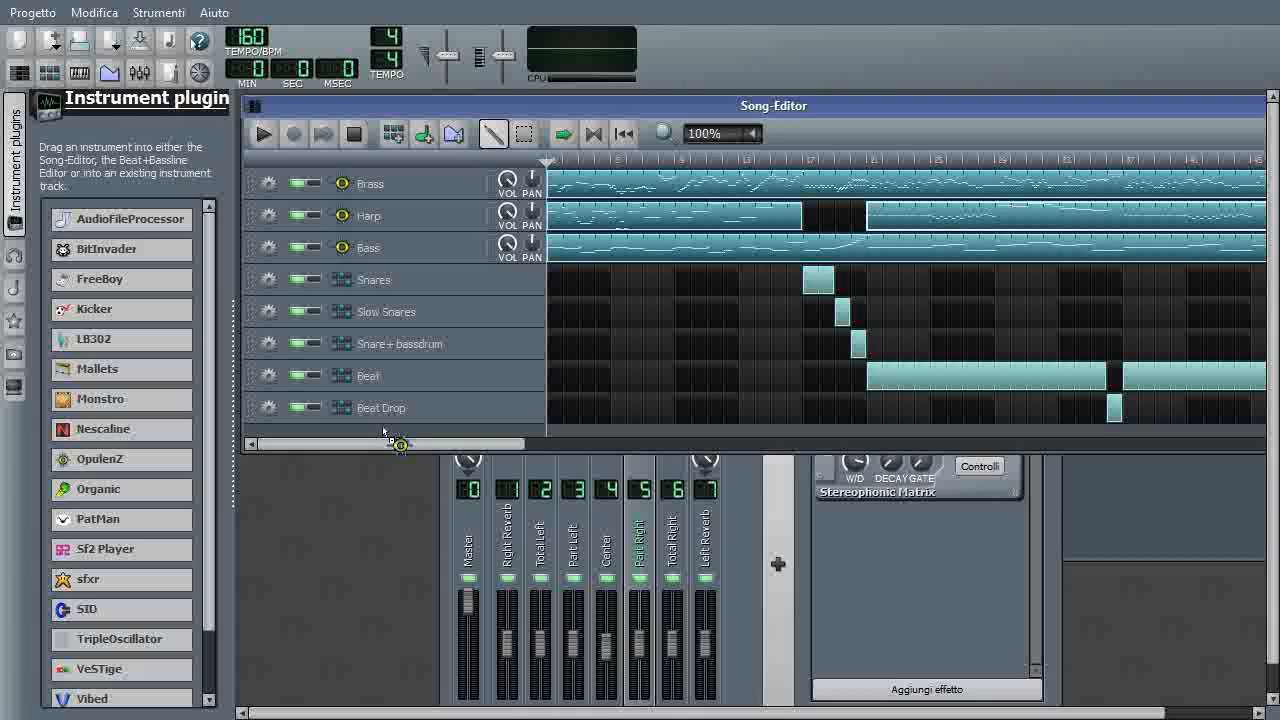 Progetto Modifica Strumenti Aiuto
160
TEMPO/BPM
4
4
TEMPO
0 0 0
MIN SEC MSEC
CPU
Instrument plugins
Instrument plugin
Drag an instrument into either the
Song-Editor, the Beat+Bassline
Editor or into an existing instrument
track.
AudioFileProcessor
BitInvader
FreeBoy
Kicker
LB302
Mallets
Monstro
Nescaline
OpulenZ
Organic
PatMan
Sf2 Player
sfxr
SID
TripleOscillator
VeSTige
Vibed
Song-Editor
100%
Brass VOL PAN
Harp VOL PAN
Bass VOL PAN
Snares
Slow Snares
Snare+bassdrum
Beat
Beat Drop
0 1 2 3 4 5 6 7
Master
Right Reverb
Total Left
Part Left
Center
Part Right
Total Right
Left Reverb
W/D DECAY GATE
Controlli
Stereophonic Matrix
Aggiungi effetto